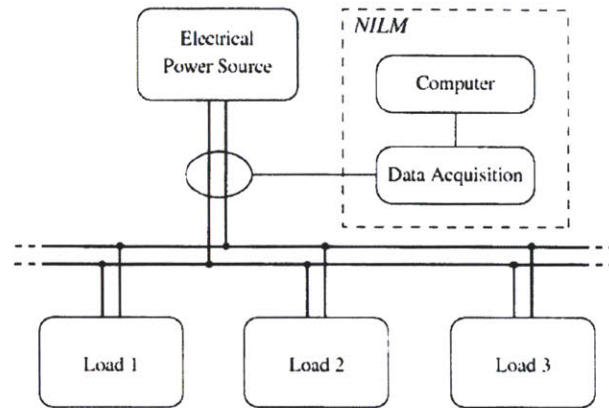 Electrical
Power Source
NILM
Computer
Data Acquisition
Load 1
Load 2
Load 3